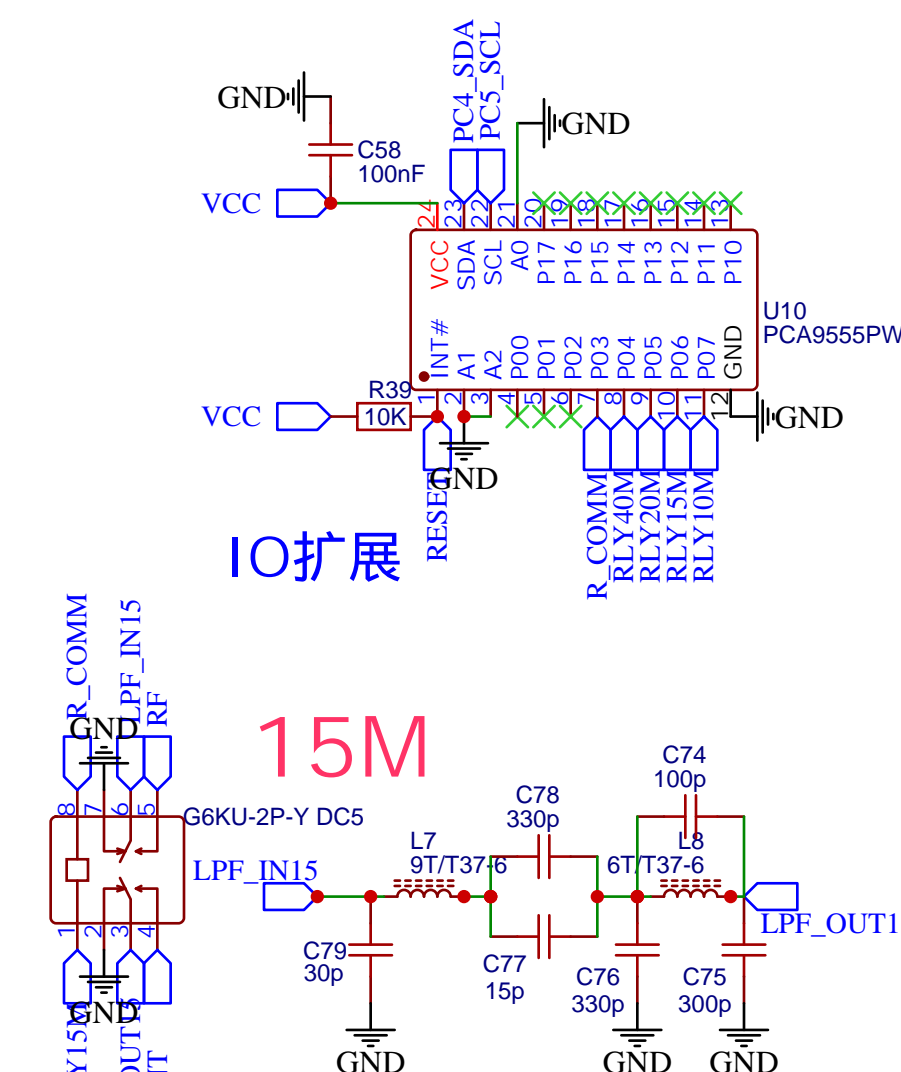 PC4_SDA
PC5_SCL
GND
GND
C58
100nF
VCC
24
23
22
21
20
19
18
17
16
15
14
13
VCC
SDA
SCL
A0
P17
P16
P15
P14
P13
P12
P11
P10
U10
PCA9555PW
INT#
A1
A2
P00
P01
P02
P03
P04
P05
P06
P07
GND
R39
10K
VCC
1
2
3
4
5
6
7
8
9
10
11
12
GND
GND
RESET
R_COMM
RLY40M
RLY20M
RLY15M
RLY10M
IO扩展
R_COMM
LPF_IN15
RF
GND
15M
8
7
6
5
G6KU-2P-Y DC5
1
2
3
4
GND
Y15M
C74
100p
C78
330p
L7
9T/T37-6
L8
6T/T37-6
LPF_IN15
LPF_OUT1
C79
30p
C77
15p
C76
330p
C75
300p
GND
GND
GND